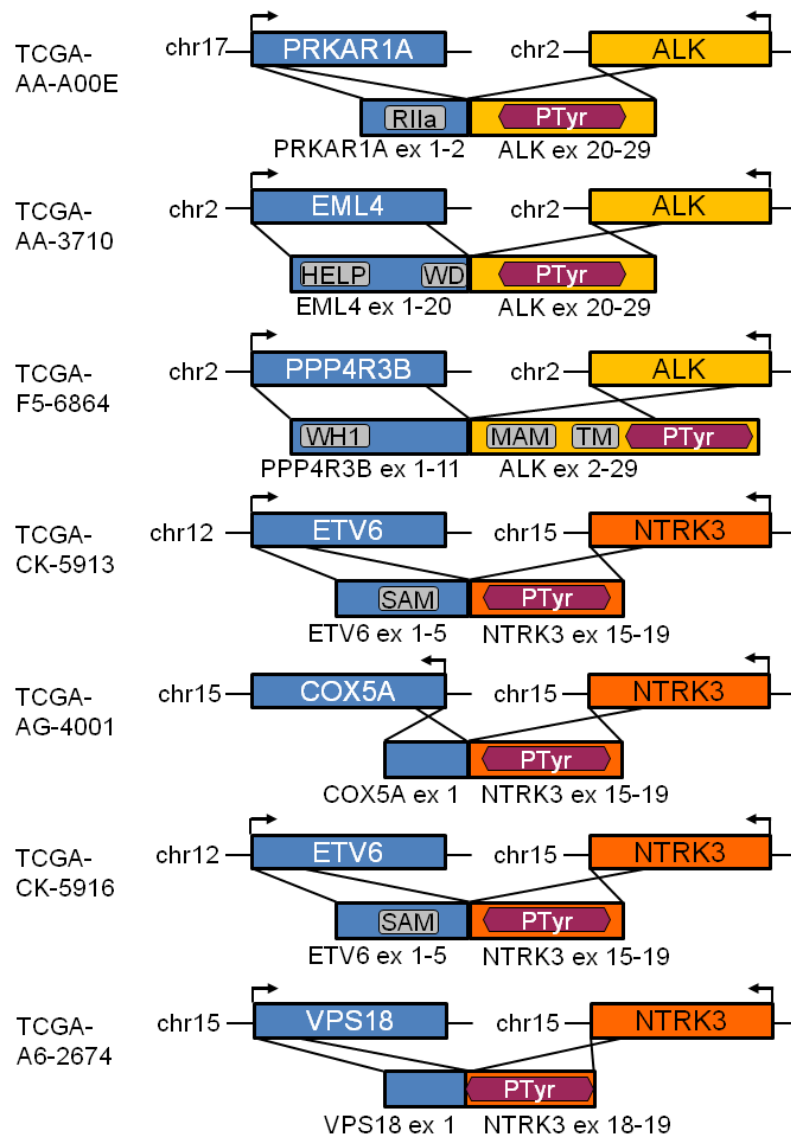 TCGA-
AA-A00E
chr17
PRKAR1A
chr2
ALK
RIIa
PTyr
PRKAR1A ex 1-2
ALK ex 20-29
TCGA-
AA-3710
chr2
EML4
chr2
ALK
HELP
WD
PTyr
EML4 ex 1-20
ALK ex 20-29
TCGA-
F5-6864
chr2
PPP4R3B
chr2
ALK
WH1
MAM
TM
PTyr
PPP4R3B ex 1-11
ALK ex 2-29
TCGA-
CK-5913
chr12
ETV6
chr15
NTRK3
SAM
PTyr
ETV6 ex 1-5
NTRK3 ex 15-19
TCGA-
AG-4001
chr15
COX5A
chr15
NTRK3
PTyr
COX5A ex 1
NTRK3 ex 15-19
TCGA-
CK-5916
chr12
ETV6
chr15
NTRK3
SAM
PTyr
ETV6 ex 1-5
NTRK3 ex 15-19
TCGA-
A6-2674
chr15
VPS18
chr15
NTRK3
PTyr
VPS18 ex 1
NTRK3 ex 18-19